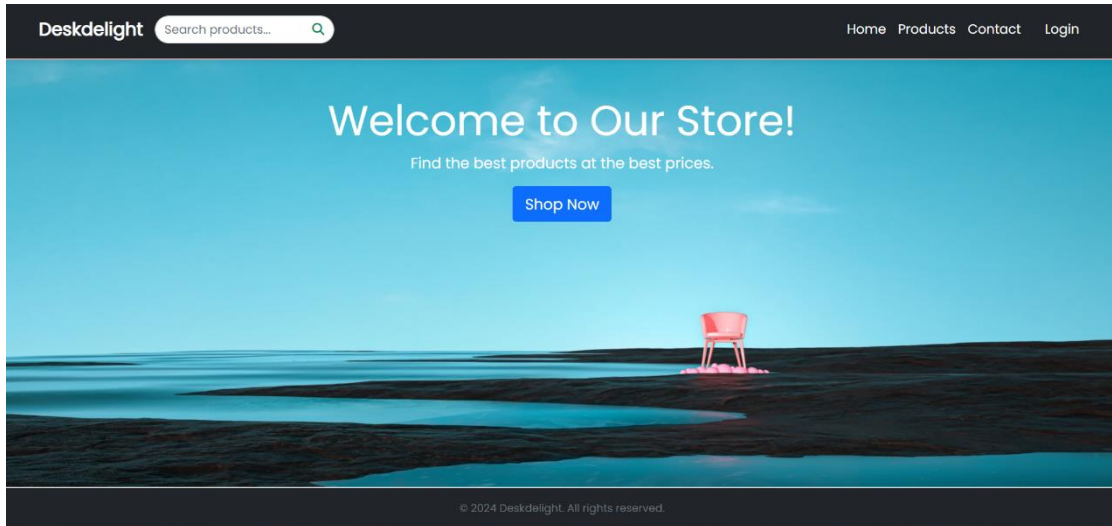 Deskdelight
Search products...
Home Products Contact Login
Welcome to Our Store!
Find the best products at the best prices.
Shop Now
© 2024 Deskdelight. All rights reserved.